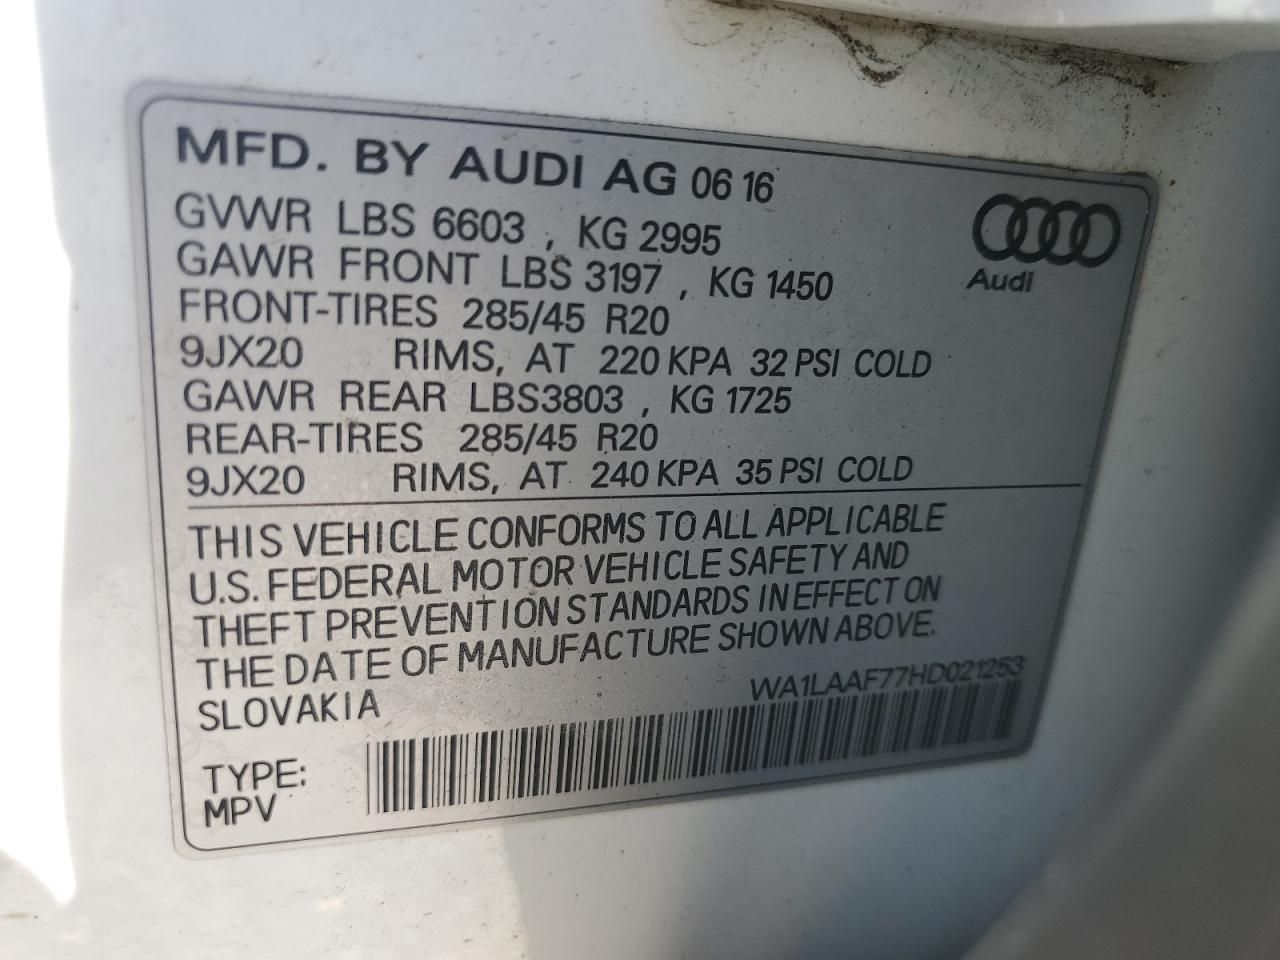 MFD. BY AUDI AG 06 16
GVWR LBS 6603 , KG 2995
GAWR FRONT LBS 3197 , KG 1450
FRONT-TIRES 285/45 R20
9JX20 RIMS, AT 220 KPA 32 PSI COLD
GAWR REAR LBS3803 , KG 1725
REAR-TIRES 285/45 R20
9JX20 RIMS, AT 240 KPA 35 PSI COLD
Audi
THIS VEHICLE CONFORMS TO ALL APPLICABLE
U.S. FEDERAL MOTOR VEHICLE SAFETY AND
THEFT PREVENTION STANDARDS IN EFFECT ON
THE DATE OF MANUFACTURE SHOWN ABOVE.
SLOVAKIA
WA1LAAF77HD021253
TYPE:
MPV